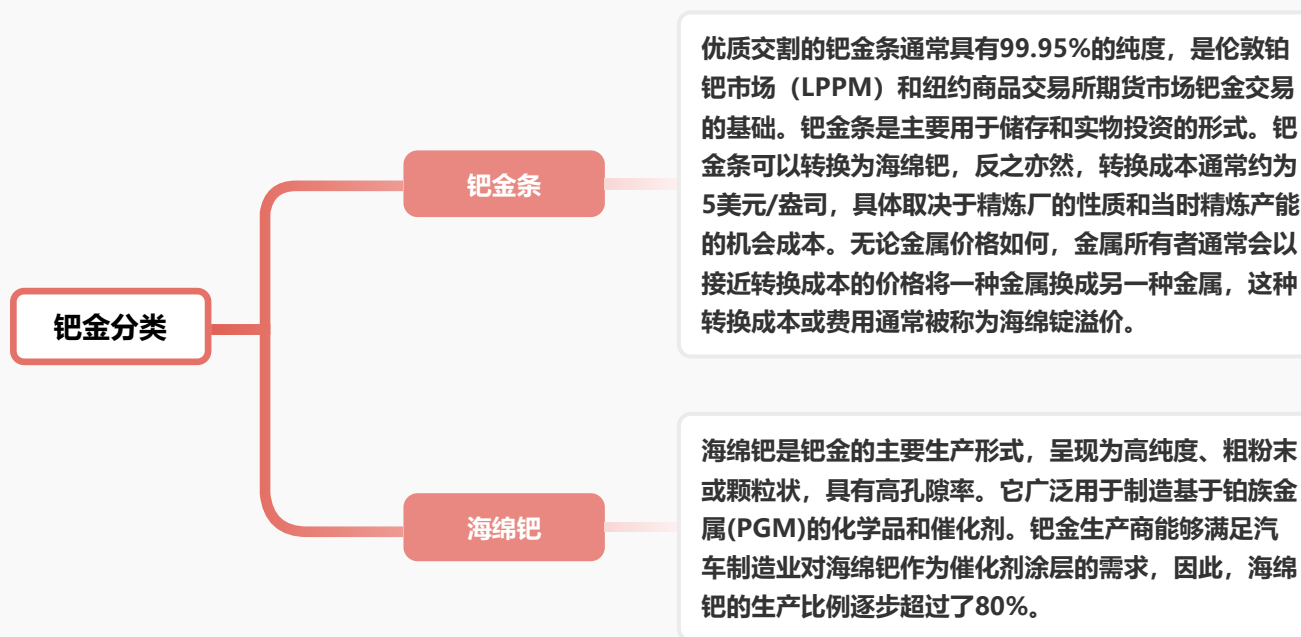 钯金分类
钯金条
优质交割的钯金条通常具有99.95%的纯度，是伦敦铂
钯市场（LPPM）和纽约商品交易所期货市场钯金交易
的基础。钯金条是主要用于储存和实物投资的形式。钯
金条可以转换为海绵钯，反之亦然，转换成本通常约为
5美元/盎司，具体取决于精炼厂的性质和当时精炼产能
的机会成本。无论金属价格如何，金属所有者通常会以
接近转换成本的价格将一种金属换成另一种金属，这种
转换成本或费用通常被称为海绵锭溢价。
海绵钯
海绵钯是钯金的主要生产形式，呈现为高纯度、粗粉末
或颗粒状，具有高孔隙率。它广泛用于制造基于铂族金
属(PGM)的化学品和催化剂。钯金生产商能够满足汽
车制造业对海绵钯作为催化剂涂层的需求，因此，海绵
钯的生产比例逐步超过了80%。